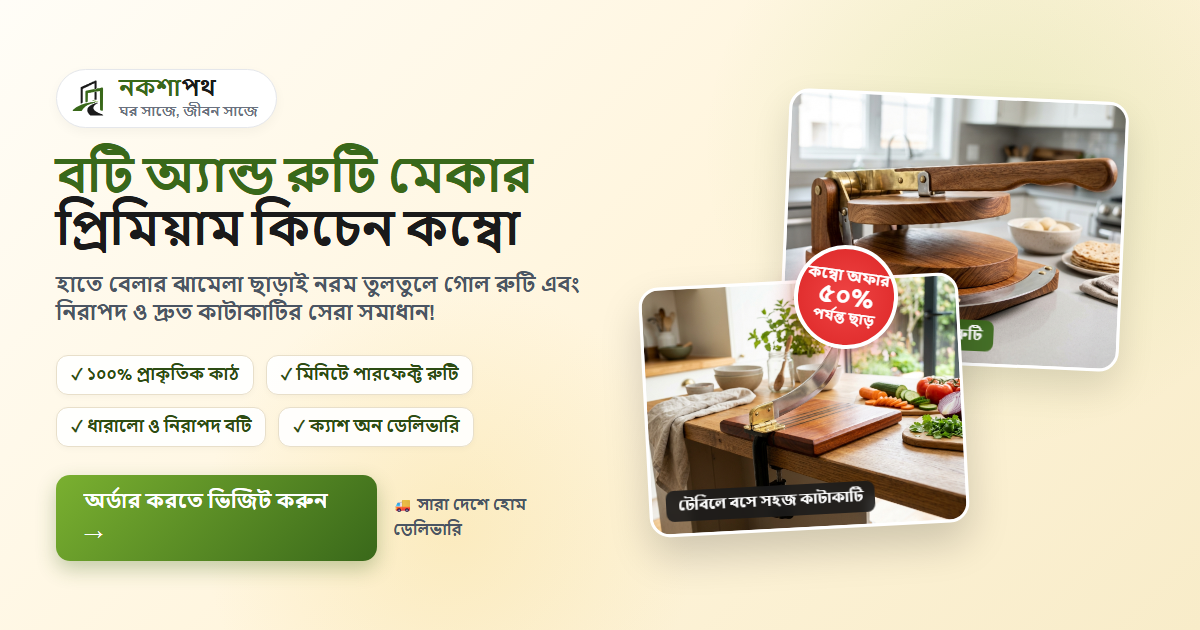 নকশাপথ
ঘর সাজে, জীবন সাজে
বটি অ্যান্ড রুটি মেকার
প্রিমিয়াম কিচেন কম্বো
হাতে বেলার ঝামেলা ছাড়াই নরম তুলতুলে গোল রুটি এবং
নিরাপদ ও দ্রুত কাটাকাটির সেরা সমাধান!
✓ ১০০% প্রাকৃতিক কাঠ
✓ মিনিটে পারফেক্ট রুটি
✓ ধারালো ও নিরাপদ বটি
✓ ক্যাশ অন ডেলিভারি
অর্ডার করতে ভিজিট করুন
→
🚚 সারা দেশে হোম
ডেলিভারি
কম্বো অফার
৫০%
পর্যন্ত ছাড়
রুটি
টেবিলে বসে সহজ কাটাকাটি